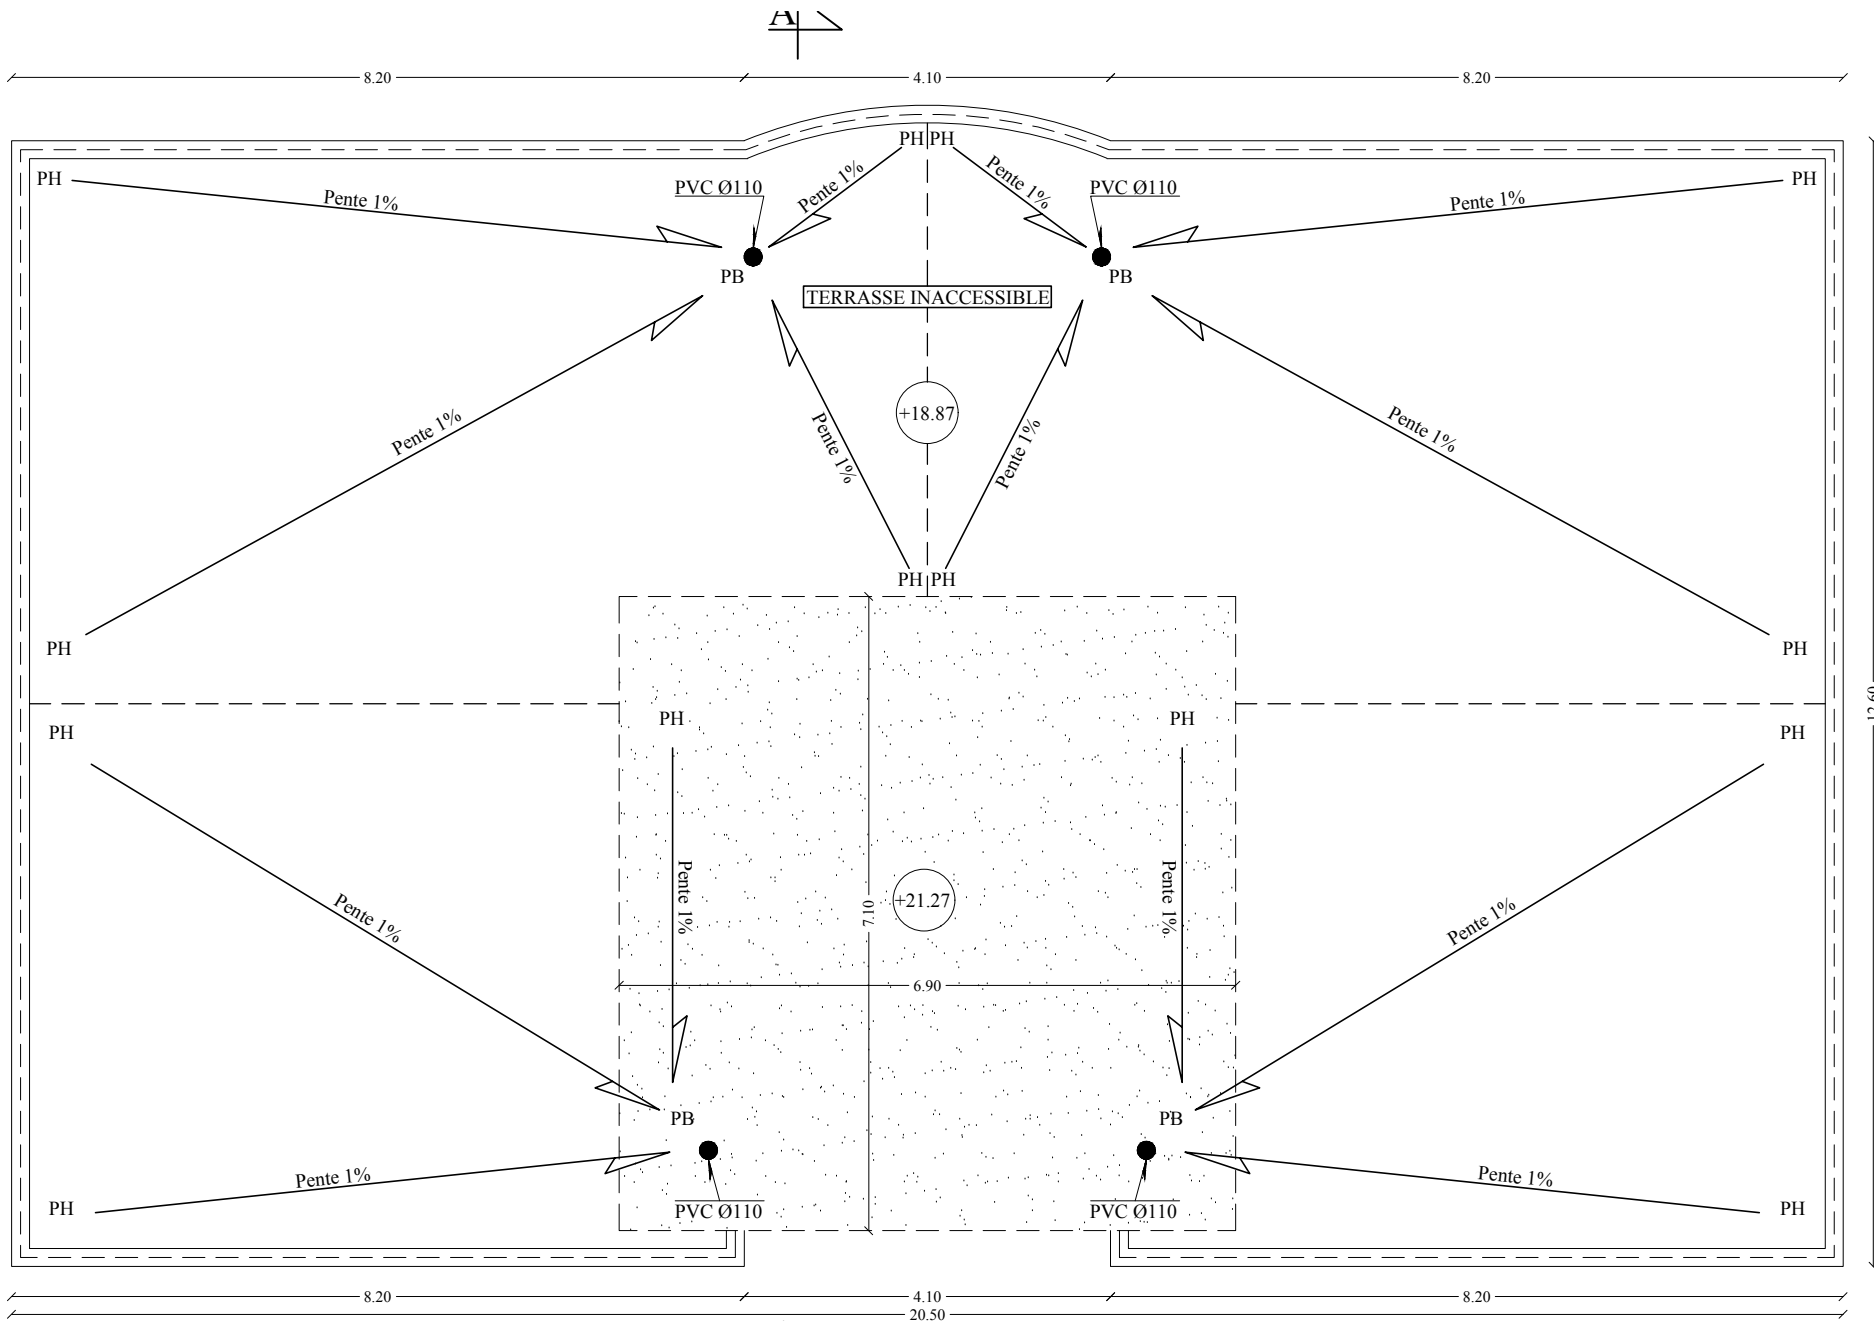 A
8.20 4.10 8.20
PH PH
PH Pente 1% PVC Ø110 Pente 1% Pente 1% PVC Ø110 Pente 1% PH
PB PB
TERRASSE INACCESSIBLE
Pente 1% Pente 1% +18.87 Pente 1% Pente 1%
PH PH
PH PH
12.60
PH PH PH PH
Pente 1% Pente 1% 7.10 +21.27 Pente 1% Pente 1%
6.90
PB PB
Pente 1% Pente 1%
PH PVC Ø110 PVC Ø110 PH
8.20 4.10 8.20
20.50